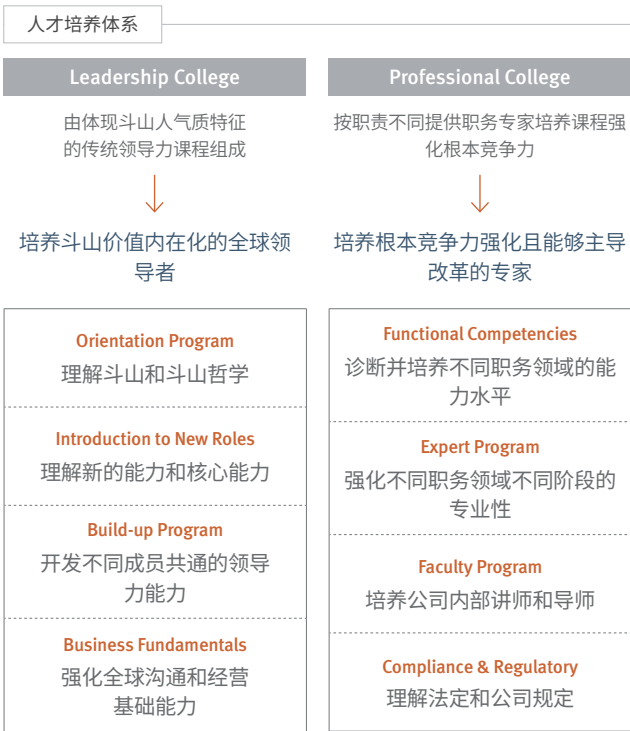 人才培养体系
Leadership College
由体现斗山人气质特征
的传统领导力课程组成
培养斗山价值内在化的全球领
导者
Orientation Program
理解斗山和斗山哲学
Introduction to New Roles
理解新的能力和核心能力
Build-up Program
开发不同成员共通的领导
力能力
Business Fundamentals
强化全球沟通和经营
基础能力
Professional College
按职责不同提供职务专家培养课程强
化根本竞争力
培养根本竞争力强化且能够主导
改革的专家
Functional Competencies
诊断并培养不同职务领域的能
力水平
Expert Program
强化不同职务领域不同阶段的
专业性
Faculty Program
培养公司内部讲师和导师
Compliance & Regulatory
理解法定和公司规定